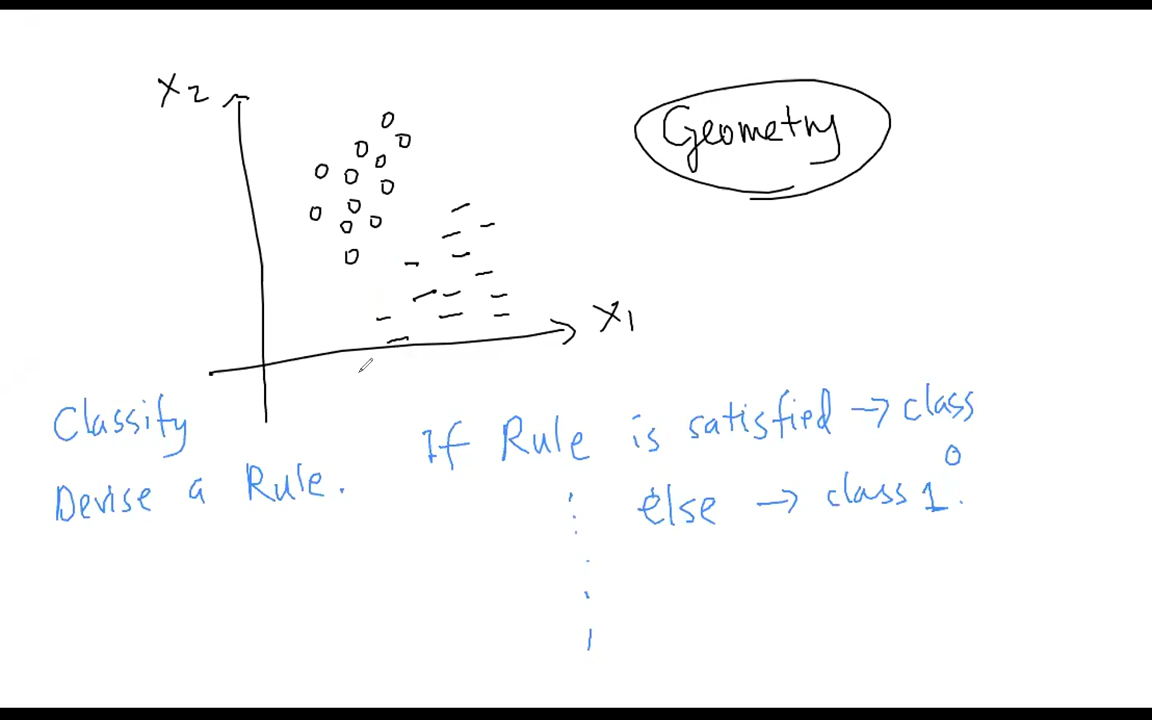 X2
Geometry
X1
Classify
Devise a Rule.
If Rule is satisfied → class
0
else → class 1.